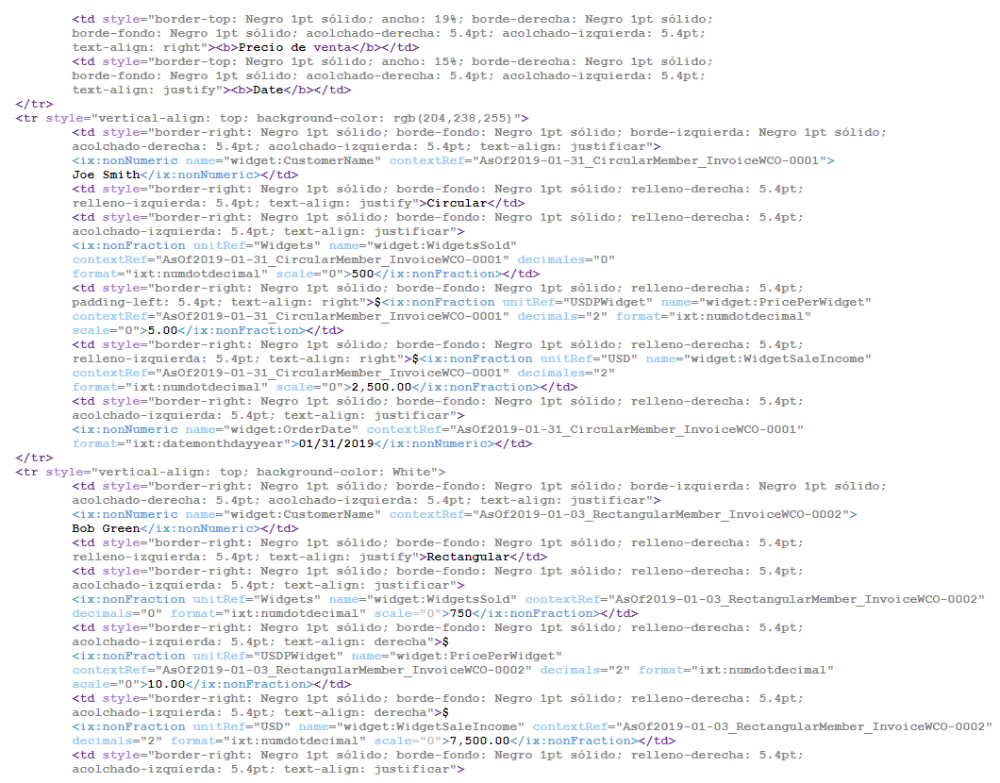 <td style="border-top: Negro 1pt sólido; ancho: 19%; borde-derecha: Negro 1pt sólido;
borde-fondo: Negro 1pt sólido; acolchado-derecha: 5.4pt; acolchado-izquierda: 5.4pt;
text-align: right"><b>Precio de venta</b></td>
<td style="border-top: Negro 1pt sólido; ancho: 15%; borde-derecha: Negro 1pt sólido;
borde-fondo: Negro 1pt sólido; acolchado-derecha: 5.4pt; acolchado-izquierda: 5.4pt;
text-align: justify"><b>Date</b></td>
</tr>
<tr style="vertical-align: top; background-color: rgb(204,238,255)">
<td style="border-right: Negro 1pt sólido; borde-fondo: Negro 1pt sólido; borde-izquierda: Negro 1pt sólido;
acolchado-derecha: 5.4pt; acolchado-izquierda: 5.4pt; text-align: justificar">
<ix:nonNumeric name="widget:CustomerName" contextRef="AsOf2019-01-31_CircularMember_InvoiceWCO-0001">
Joe Smith</ix:nonNumeric></td>
<td style="border-right: Negro 1pt sólido; borde-fondo: Negro 1pt sólido; relleno-derecha: 5.4pt;
relleno-izquierda: 5.4pt; text-align: justify">Circular</td>
<td style="border-right: Negro 1pt sólido; borde-fondo: Negro 1pt sólido; relleno-derecha: 5.4pt;
acolchado-izquierda: 5.4pt; text-align: justificar">
<ix:nonFraction unitRef="Widgets" name="widget:WidgetsSold"
contextRef="AsOf2019-01-31_CircularMember_InvoiceWCO-0001" decimales="0"
format="ixt:numdotdecimal" scale="0">500</ix:nonFraction></td>
<td style="border-right: Negro 1pt sólido; borde-fondo: Negro 1pt sólido; relleno-derecha: 5.4pt;
padding-left: 5.4pt; text-align: right">$<ix:nonFraction unitRef="USDPWidget" name="widget:PricePerWidget"
contextRef="AsOf2019-01-31_CircularMember_InvoiceWCO-0001" decimals="2" format="ixt:numdotdecimal"
scale="0">5.00</ix:nonFraction></td>
<td style="border-right: Negro 1pt sólido; borde-fondo: Negro 1pt sólido; relleno-derecha: 5.4pt;
relleno-izquierda: 5.4pt; text-align: right">$<ix:nonFraction unitRef="USD" name="widget:WidgetSaleIncome"
contextRef="AsOf2019-01-31_CircularMember_InvoiceWCO-0001" decimales="2"
format="ixt:numdotdecimal" scale="0">2,500.00</ix:nonFraction></td>
<td style="border-right: Negro 1pt sólido; borde-fondo: Negro 1pt sólido; relleno-derecha: 5.4pt;
acolchado-izquierda: 5.4pt; text-align: justificar">
<ix:nonNumeric name="widget:OrderDate" contextRef="AsOf2019-01-31_CircularMember_InvoiceWCO-0001"
format="ixt:datemonthdayyear">01/31/2019</ix:nonNumeric></td>
</tr>
<tr style="vertical-align: top; background-color: White">
<td style="border-right: Negro 1pt sólido; borde-fondo: Negro 1pt sólido; borde-izquierda: Negro 1pt sólido;
acolchado-derecha: 5.4pt; acolchado-izquierda: 5.4pt; text-align: justificar">
<ix:nonNumeric name="widget:CustomerName" contextRef="AsOf2019-01-03_RectangularMember_InvoiceWCO-0002">
Bob Green</ix:nonNumeric></td>
<td style="border-right: Negro 1pt sólido; borde-fondo: Negro 1pt sólido; relleno-derecha: 5.4pt;
relleno-izquierda: 5.4pt; text-align: justify">Rectangular</td>
<td style="border-right: Negro 1pt sólido; borde-fondo: Negro 1pt sólido; relleno-derecha: 5.4pt;
acolchado-izquierda: 5.4pt; text-align: justificar">
<ix:nonFraction unitRef="Widgets" name="widget:WidgetsSold" contextRef="AsOf2019-01-03_RectangularMember_InvoiceWCO-0002"
decimals="0" format="ixt:numdotdecimal" scale="0">750</ix:nonFraction></td>
<td style="border-right: Negro 1pt sólido; borde-fondo: Negro 1pt sólido; relleno-derecha: 5.4pt;
acolchado-izquierda: 5.4pt; text-align: derecha">$
<ix:nonFraction unitRef="USDPWidget" name="widget:PricePerWidget"
contextRef="AsOf2019-01-03_RectangularMember_InvoiceWCO-0002" decimals="2" format="ixt:numdotdecimal"
scale="0">10.00</ix:nonFraction></td>
<td style="border-right: Negro 1pt sólido; borde-fondo: Negro 1pt sólido; relleno-derecha: 5.4pt;
acolchado-izquierda: 5.4pt; text-align: derecha">$
<ix:nonFraction unitRef="USD" name="widget:WidgetSaleIncome" contextRef="AsOf2019-01-03_RectangularMember_InvoiceWCO-0002"
decimals="2" format="ixt:numdotdecimal" scale="0">7,500.00</ix:nonFraction></td>
<td style="border-right: Negro 1pt sólido; borde-fondo: Negro 1pt sólido; relleno-derecha: 5.4pt;
acolchado-izquierda: 5.4pt; text-align: justificar">